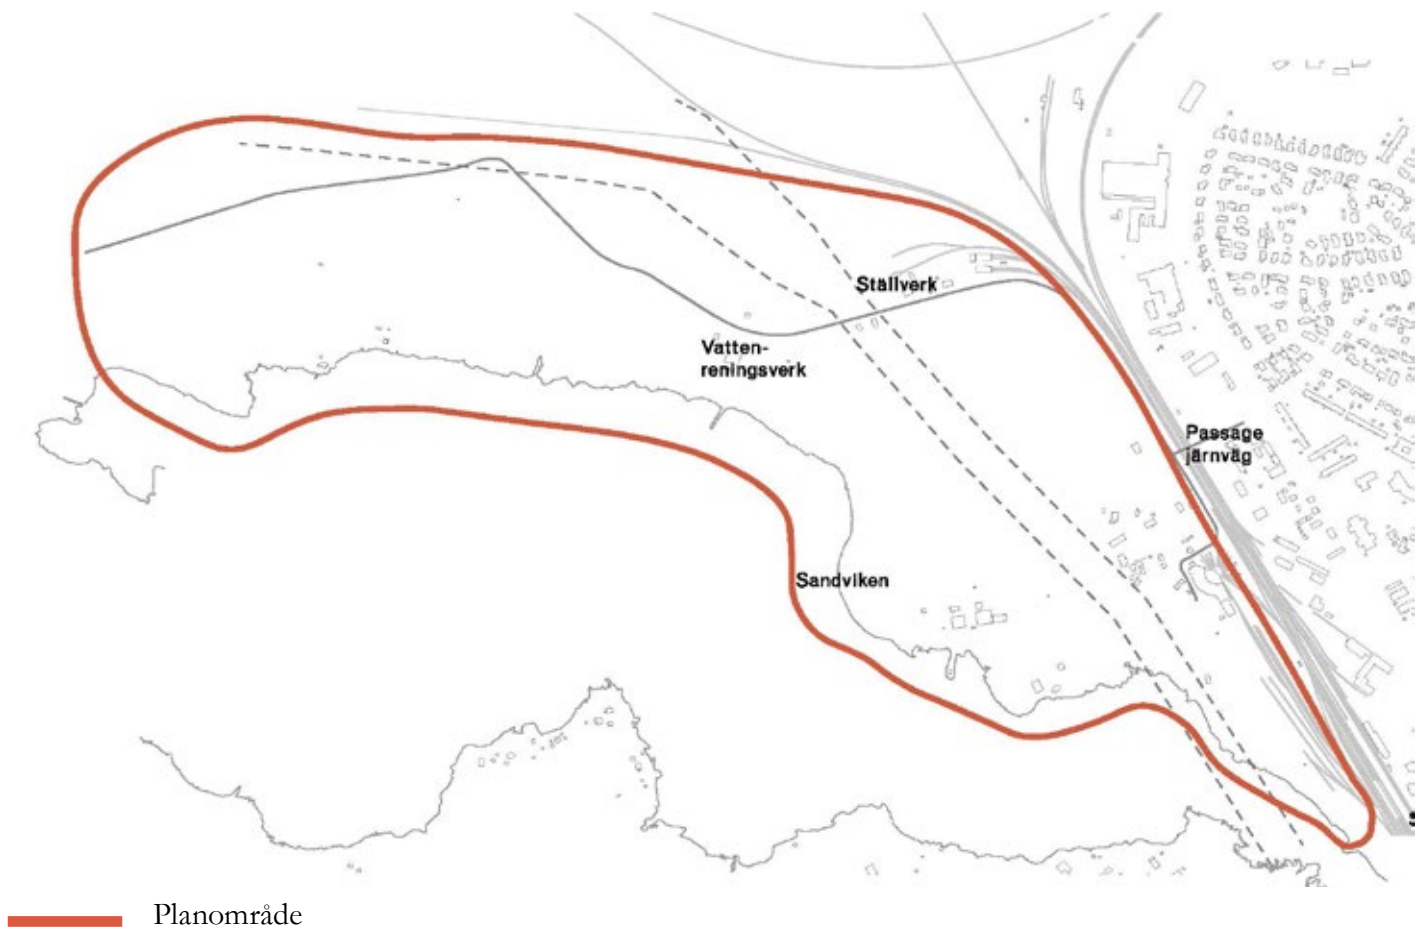 Ställverk
Vatten-
reningsverk
Passage
järnväg
Sandviken
Planområde